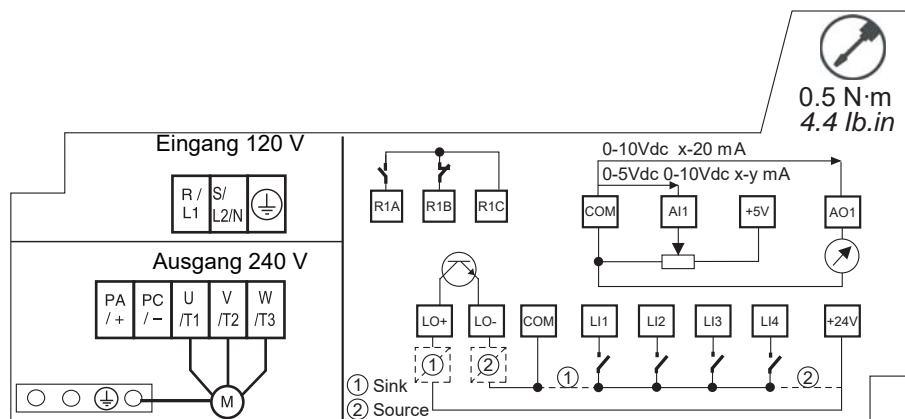 0.5 N·m
4.4 lb.in
Eingang 120 V
R / L1
S/ L2/N
Ausgang 240 V
PA / +
PC / –
U /T1
V /T2
W /T3
M
R1A R1B R1C
0-10Vdc x-20 mA
0-5Vdc 0-10Vdc x-y mA
COM AI1 +5V AO1
LO+ LO- COM LI1 LI2 LI3 LI4 +24V
① ② ① ②
① Sink
② Source